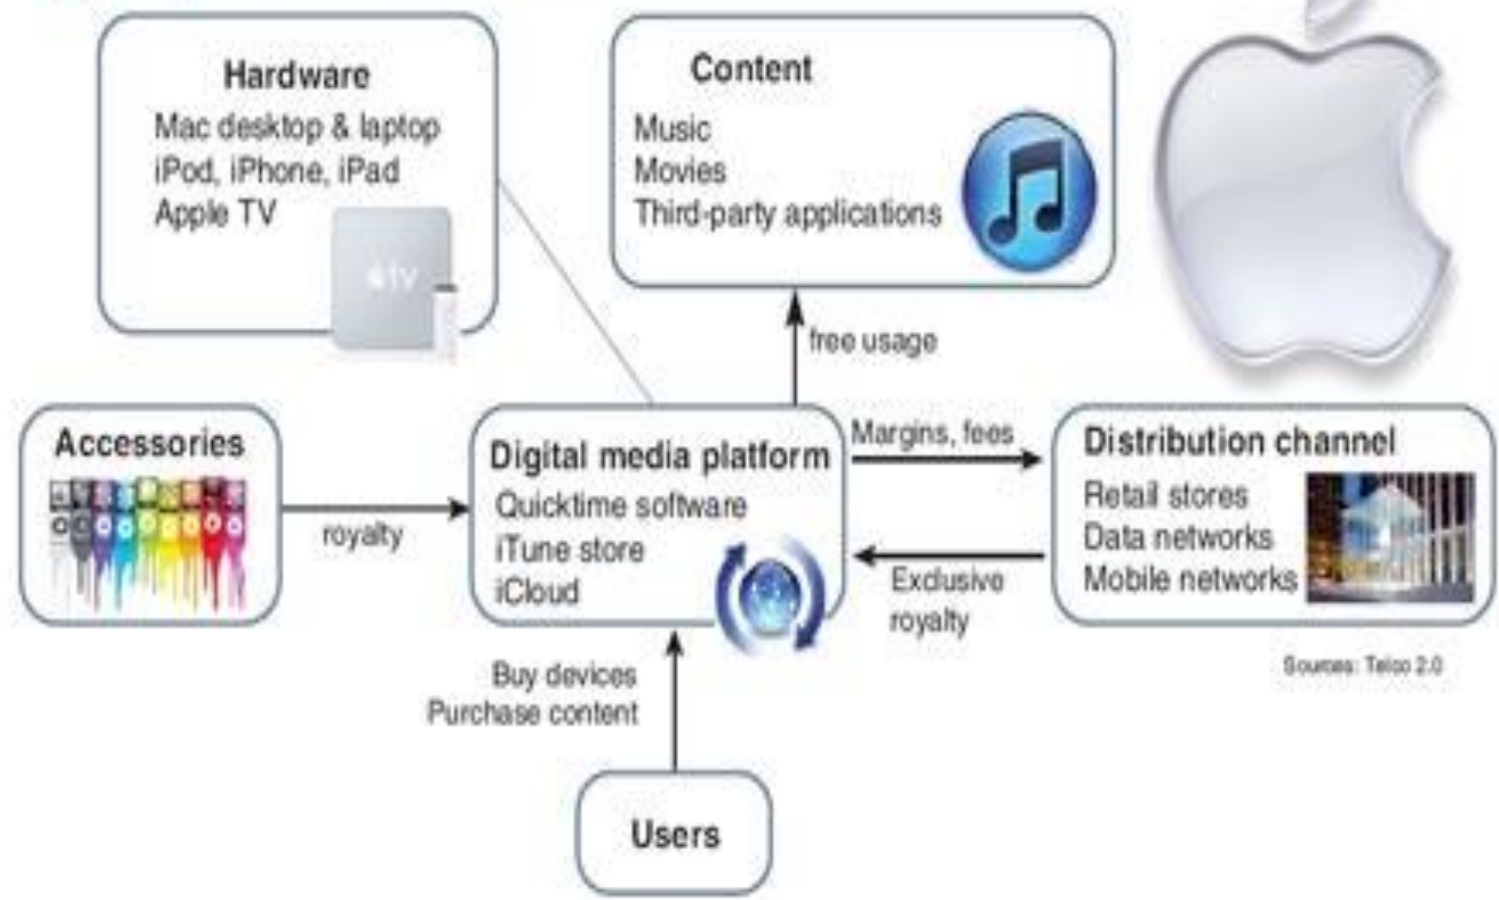 Hardware
Mac desktop & laptop
iPod, iPhone, iPad
Apple TV
tv
Content
Music
Movies
Third-party applications
free usage
Accessories
royalty
Digital media platform
Quicktime software
iTune store
iCloud
Margins, fees
Exclusive
royalty
Distribution channel
Retail stores
Data networks
Mobile networks
Sources: Telco 2.0
Buy devices
Purchase content
Users